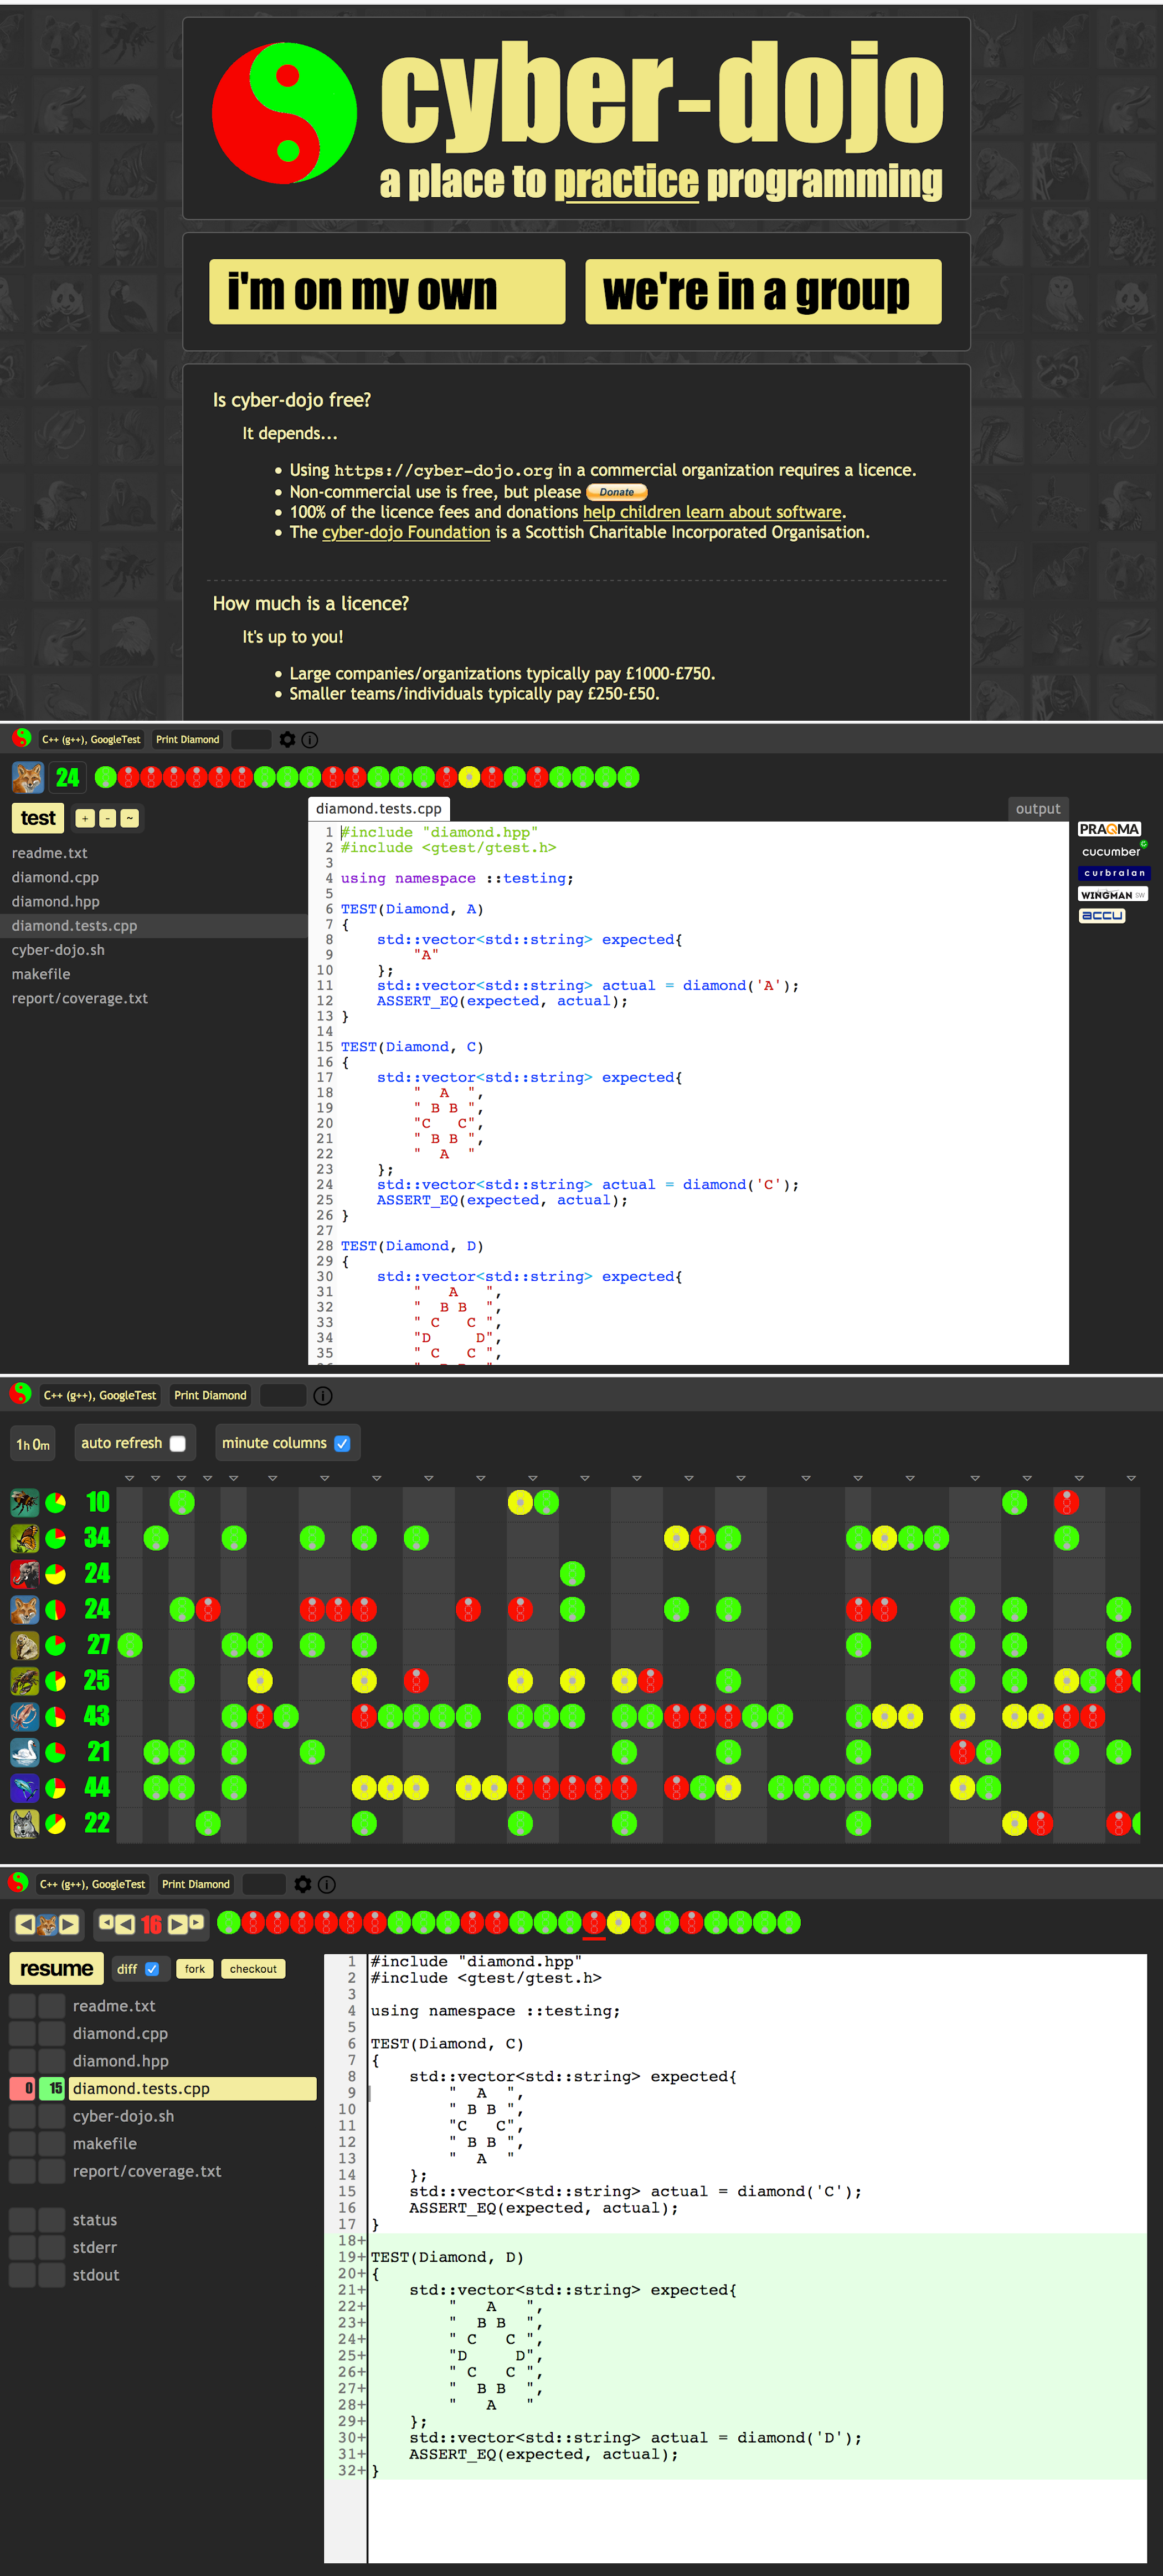 cyber-dojo
a place to practice programming
i'm on my own
we're in a group
Is cyber-dojo free?
It depends...
• Using https://cyber-dojo.org in a commercial organization requires a licence.
• Non-commercial use is free, but please Donate
• 100% of the licence fees and donations help children learn about software.
• The cyber-dojo Foundation is a Scottish Charitable Incorporated Organisation.
How much is a licence?
It's up to you!
• Large companies/organizations typically pay £1000-£750.
• Smaller teams/individuals typically pay £250-£50.
C++ (g++), GoogleTest Print Diamond i
24
test + - ~
diamond.tests.cpp output
readme.txt
diamond.cpp
diamond.hpp
diamond.tests.cpp
cyber-dojo.sh
makefile
report/coverage.txt
1 #include "diamond.hpp"
2 #include <gtest/gtest.h>
3
4 using namespace ::testing;
5
6 TEST(Diamond, A)
7 {
8     std::vector<std::string> expected{
9         "A"
10     };
11     std::vector<std::string> actual = diamond('A');
12     ASSERT_EQ(expected, actual);
13 }
14
15 TEST(Diamond, C)
16 {
17     std::vector<std::string> expected{
18         "  A  ",
19         " B B ",
20         "C   C",
21         " B B ",
22         "  A  "
23     };
24     std::vector<std::string> actual = diamond('C');
25     ASSERT_EQ(expected, actual);
26 }
27
28 TEST(Diamond, D)
29 {
30     std::vector<std::string> expected{
31         "   A   ",
32         "  B B  ",
33         " C   C ",
34         "D     D",
35         " C   C ",
PRAQMA
cucumber
curbralan
WINGMAN SW
accu
C++ (g++), GoogleTest Print Diamond i
1h 0m auto refresh minute columns
10
34
24
24
27
25
43
21
44
22
C++ (g++), GoogleTest Print Diamond i
16
resume diff fork checkout
readme.txt
diamond.cpp
diamond.hpp
0 15 diamond.tests.cpp
cyber-dojo.sh
makefile
report/coverage.txt
status
stderr
stdout
1 #include "diamond.hpp"
2 #include <gtest/gtest.h>
3
4 using namespace ::testing;
5
6 TEST(Diamond, C)
7 {
8     std::vector<std::string> expected{
9         "  A  ",
10         " B B ",
11         "C   C",
12         " B B ",
13         "  A  "
14     };
15     std::vector<std::string> actual = diamond('C');
16     ASSERT_EQ(expected, actual);
17 }
18+
19+ TEST(Diamond, D)
20+ {
21+     std::vector<std::string> expected{
22+         "   A   ",
23+         "  B B  ",
24+         " C   C ",
25+         "D     D",
26+         " C   C ",
27+         "  B B  ",
28+         "   A   "
29+     };
30+     std::vector<std::string> actual = diamond('D');
31+     ASSERT_EQ(expected, actual);
32+ }